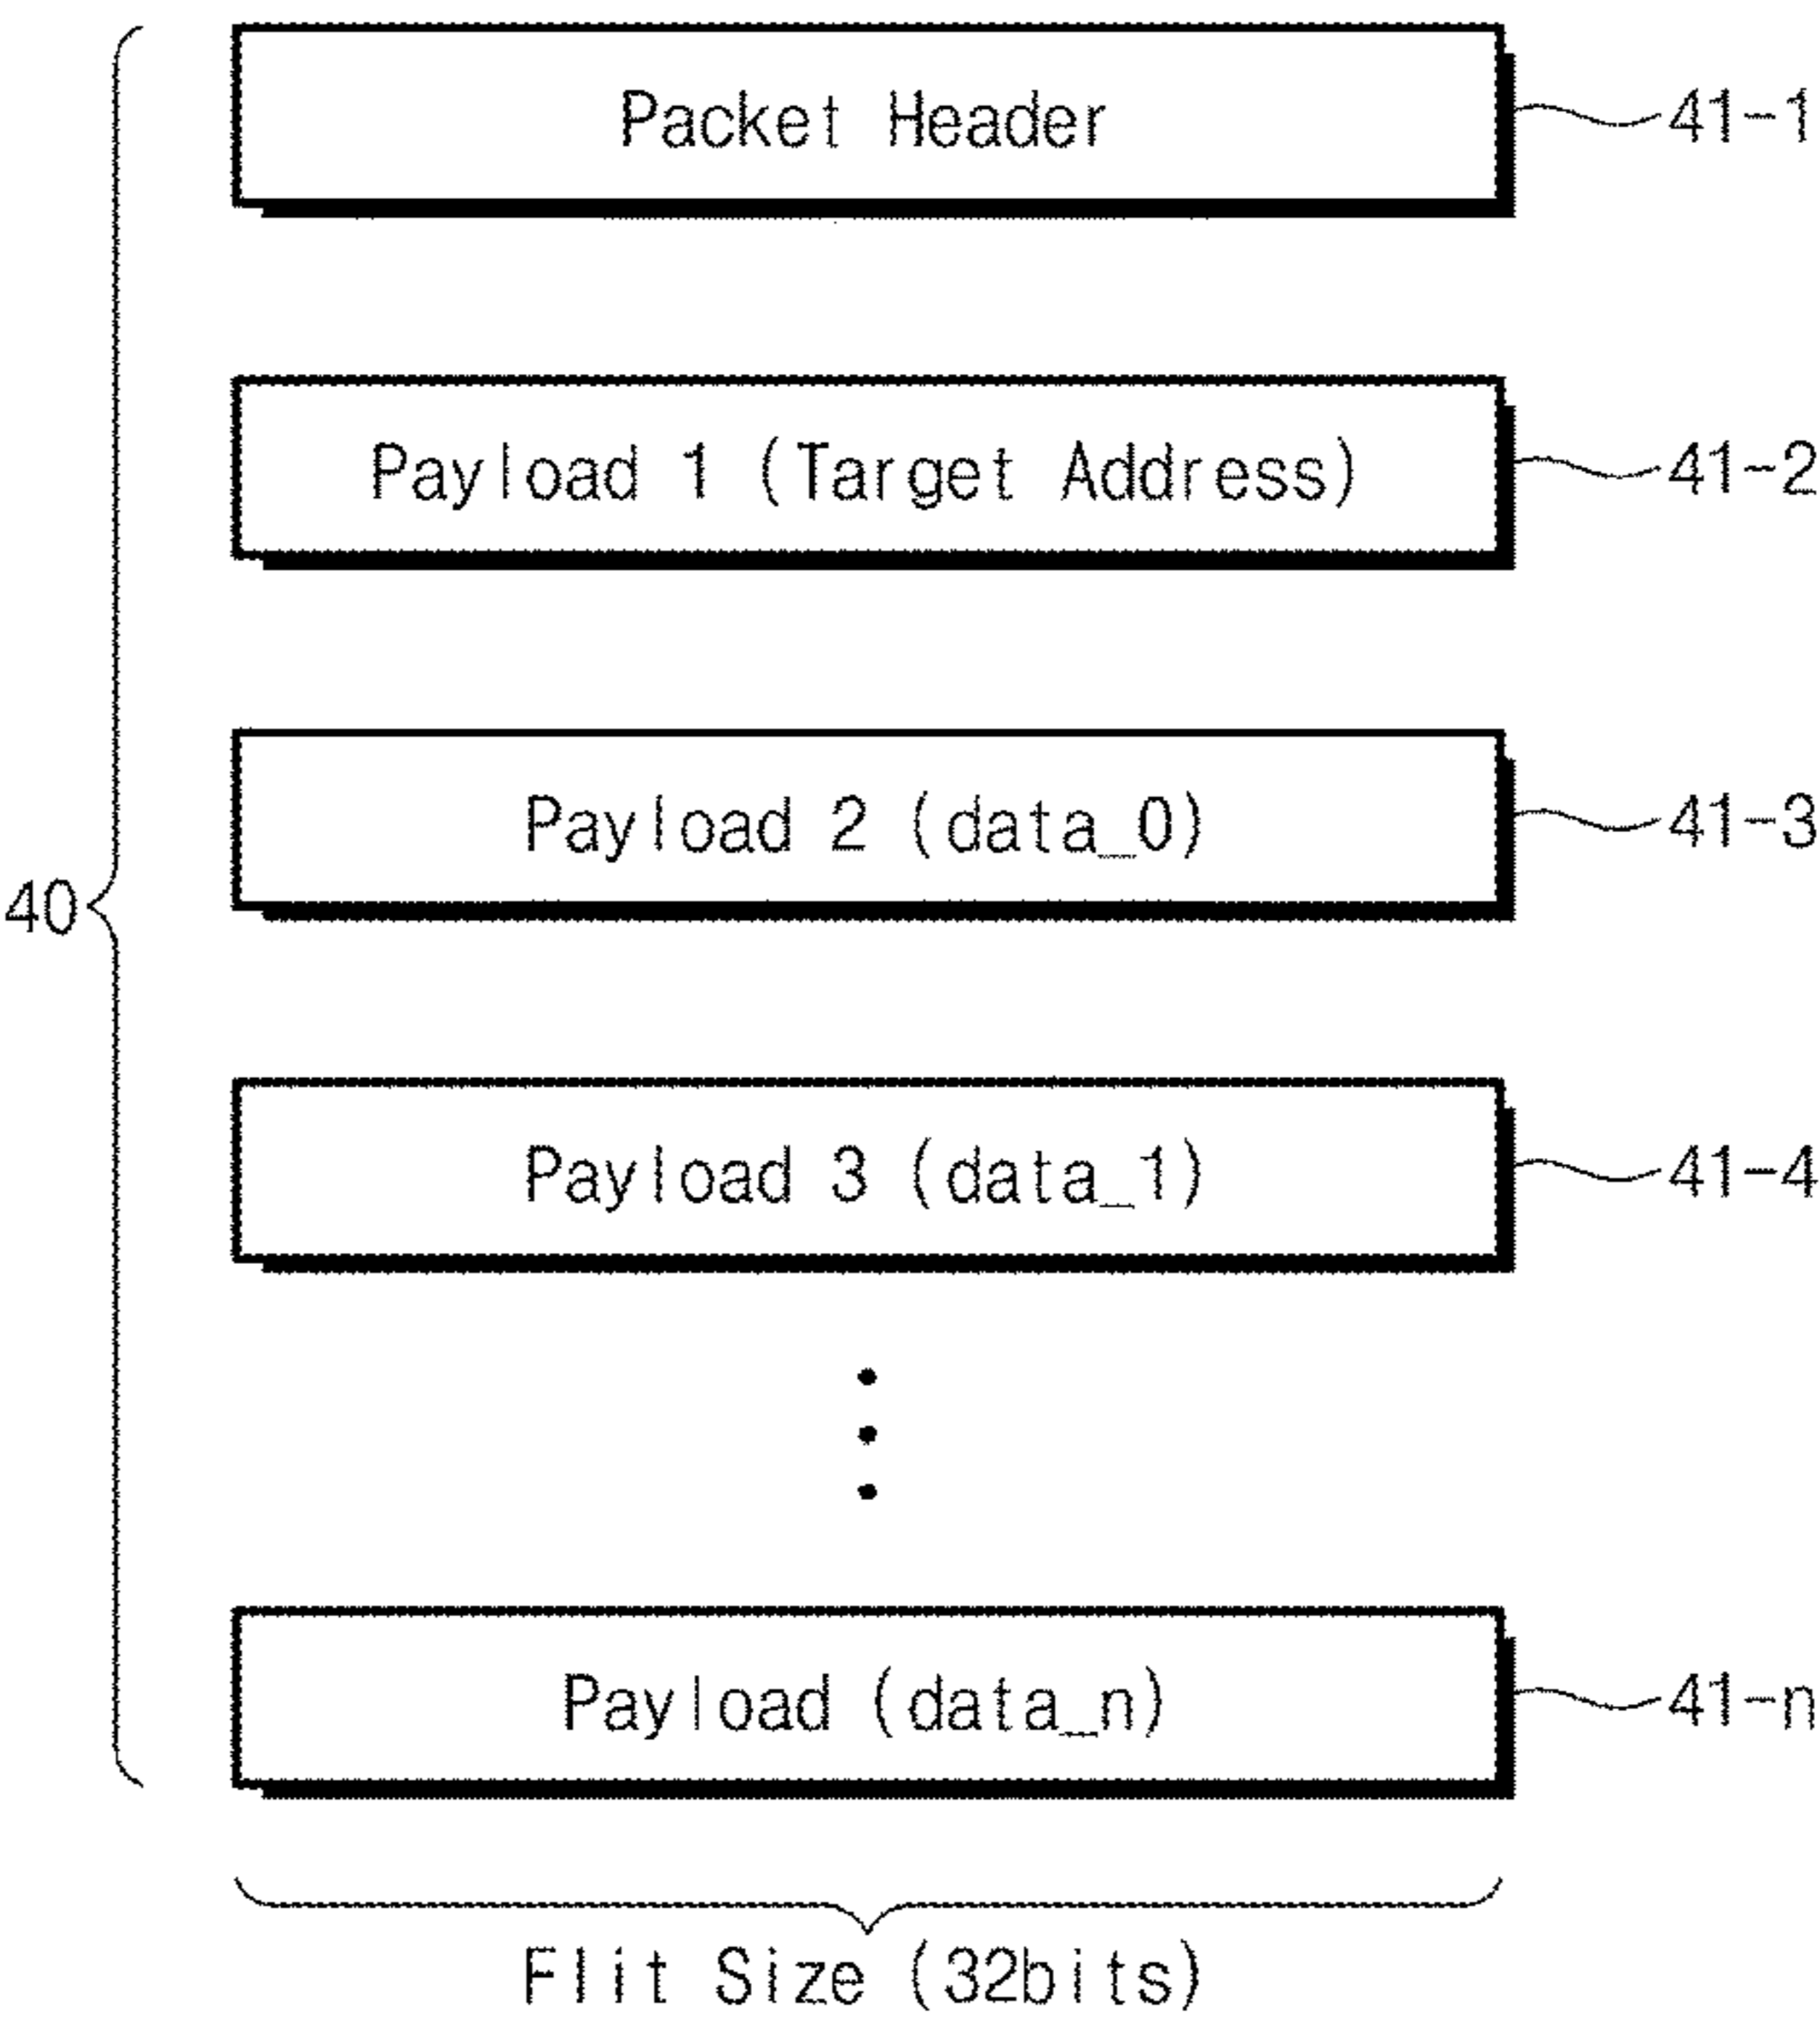 Packet Header 41-1
Payload 1 (Target Address) 41-2
Payload 2 (data_0) 41-3
40
Payload 3 (data_1) 41-4
Payload (data_n) 41-n
Flit Size (32bits)